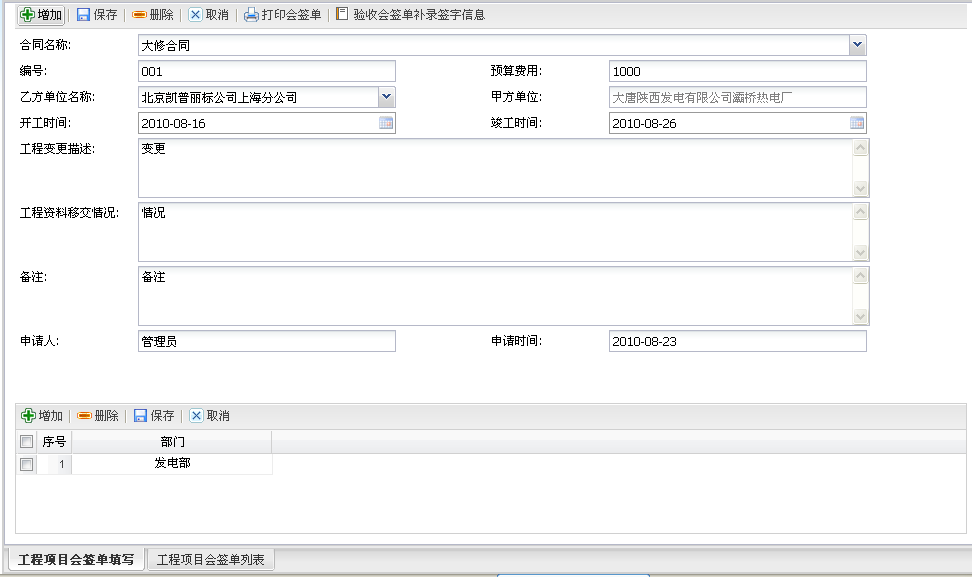 增加 保存 删除 取消 打印会签单 验收会签单补录签字信息
合同名称: 大修合同
编号: 001 预算费用: 1000
乙方单位名称: 北京凯普丽标公司上海分公司 甲方单位: 大唐陕西发电有限公司灞桥热电厂
开工时间: 2010-08-16 竣工时间: 2010-08-26
工程变更描述: 变更
工程资料移交情况: 情况
备注: 备注
申请人: 管理员 申请时间: 2010-08-23
增加 删除 保存 取消
序号 部门
1 发电部
工程项目会签单填写 工程项目会签单列表